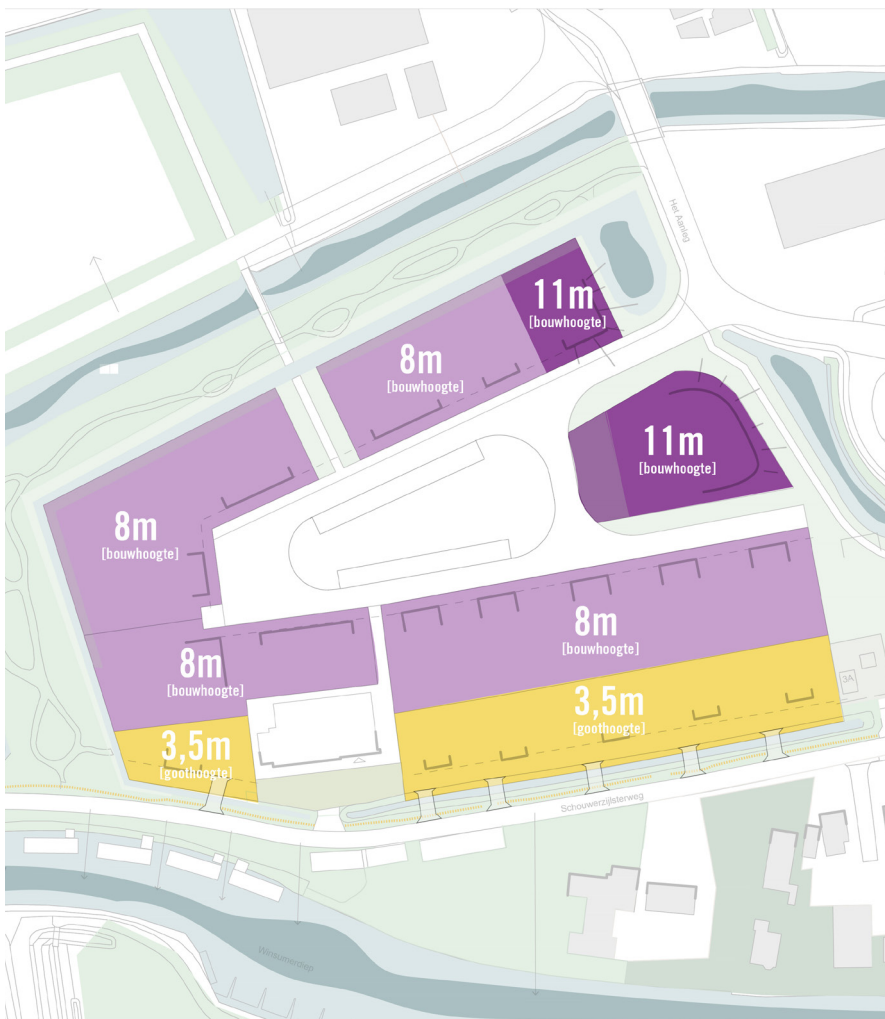 Het Aanleg
11m
[bouwhoogte]
8m
[bouwhoogte]
11m
[bouwhoogte]
8m
[bouwhoogte]
8m
[bouwhoogte]
8m
[bouwhoogte]
3A
3,5m
[goothoogte]
3,5m
[goothoogte]
Schouwerzijlsterweg
Winsumerdiep